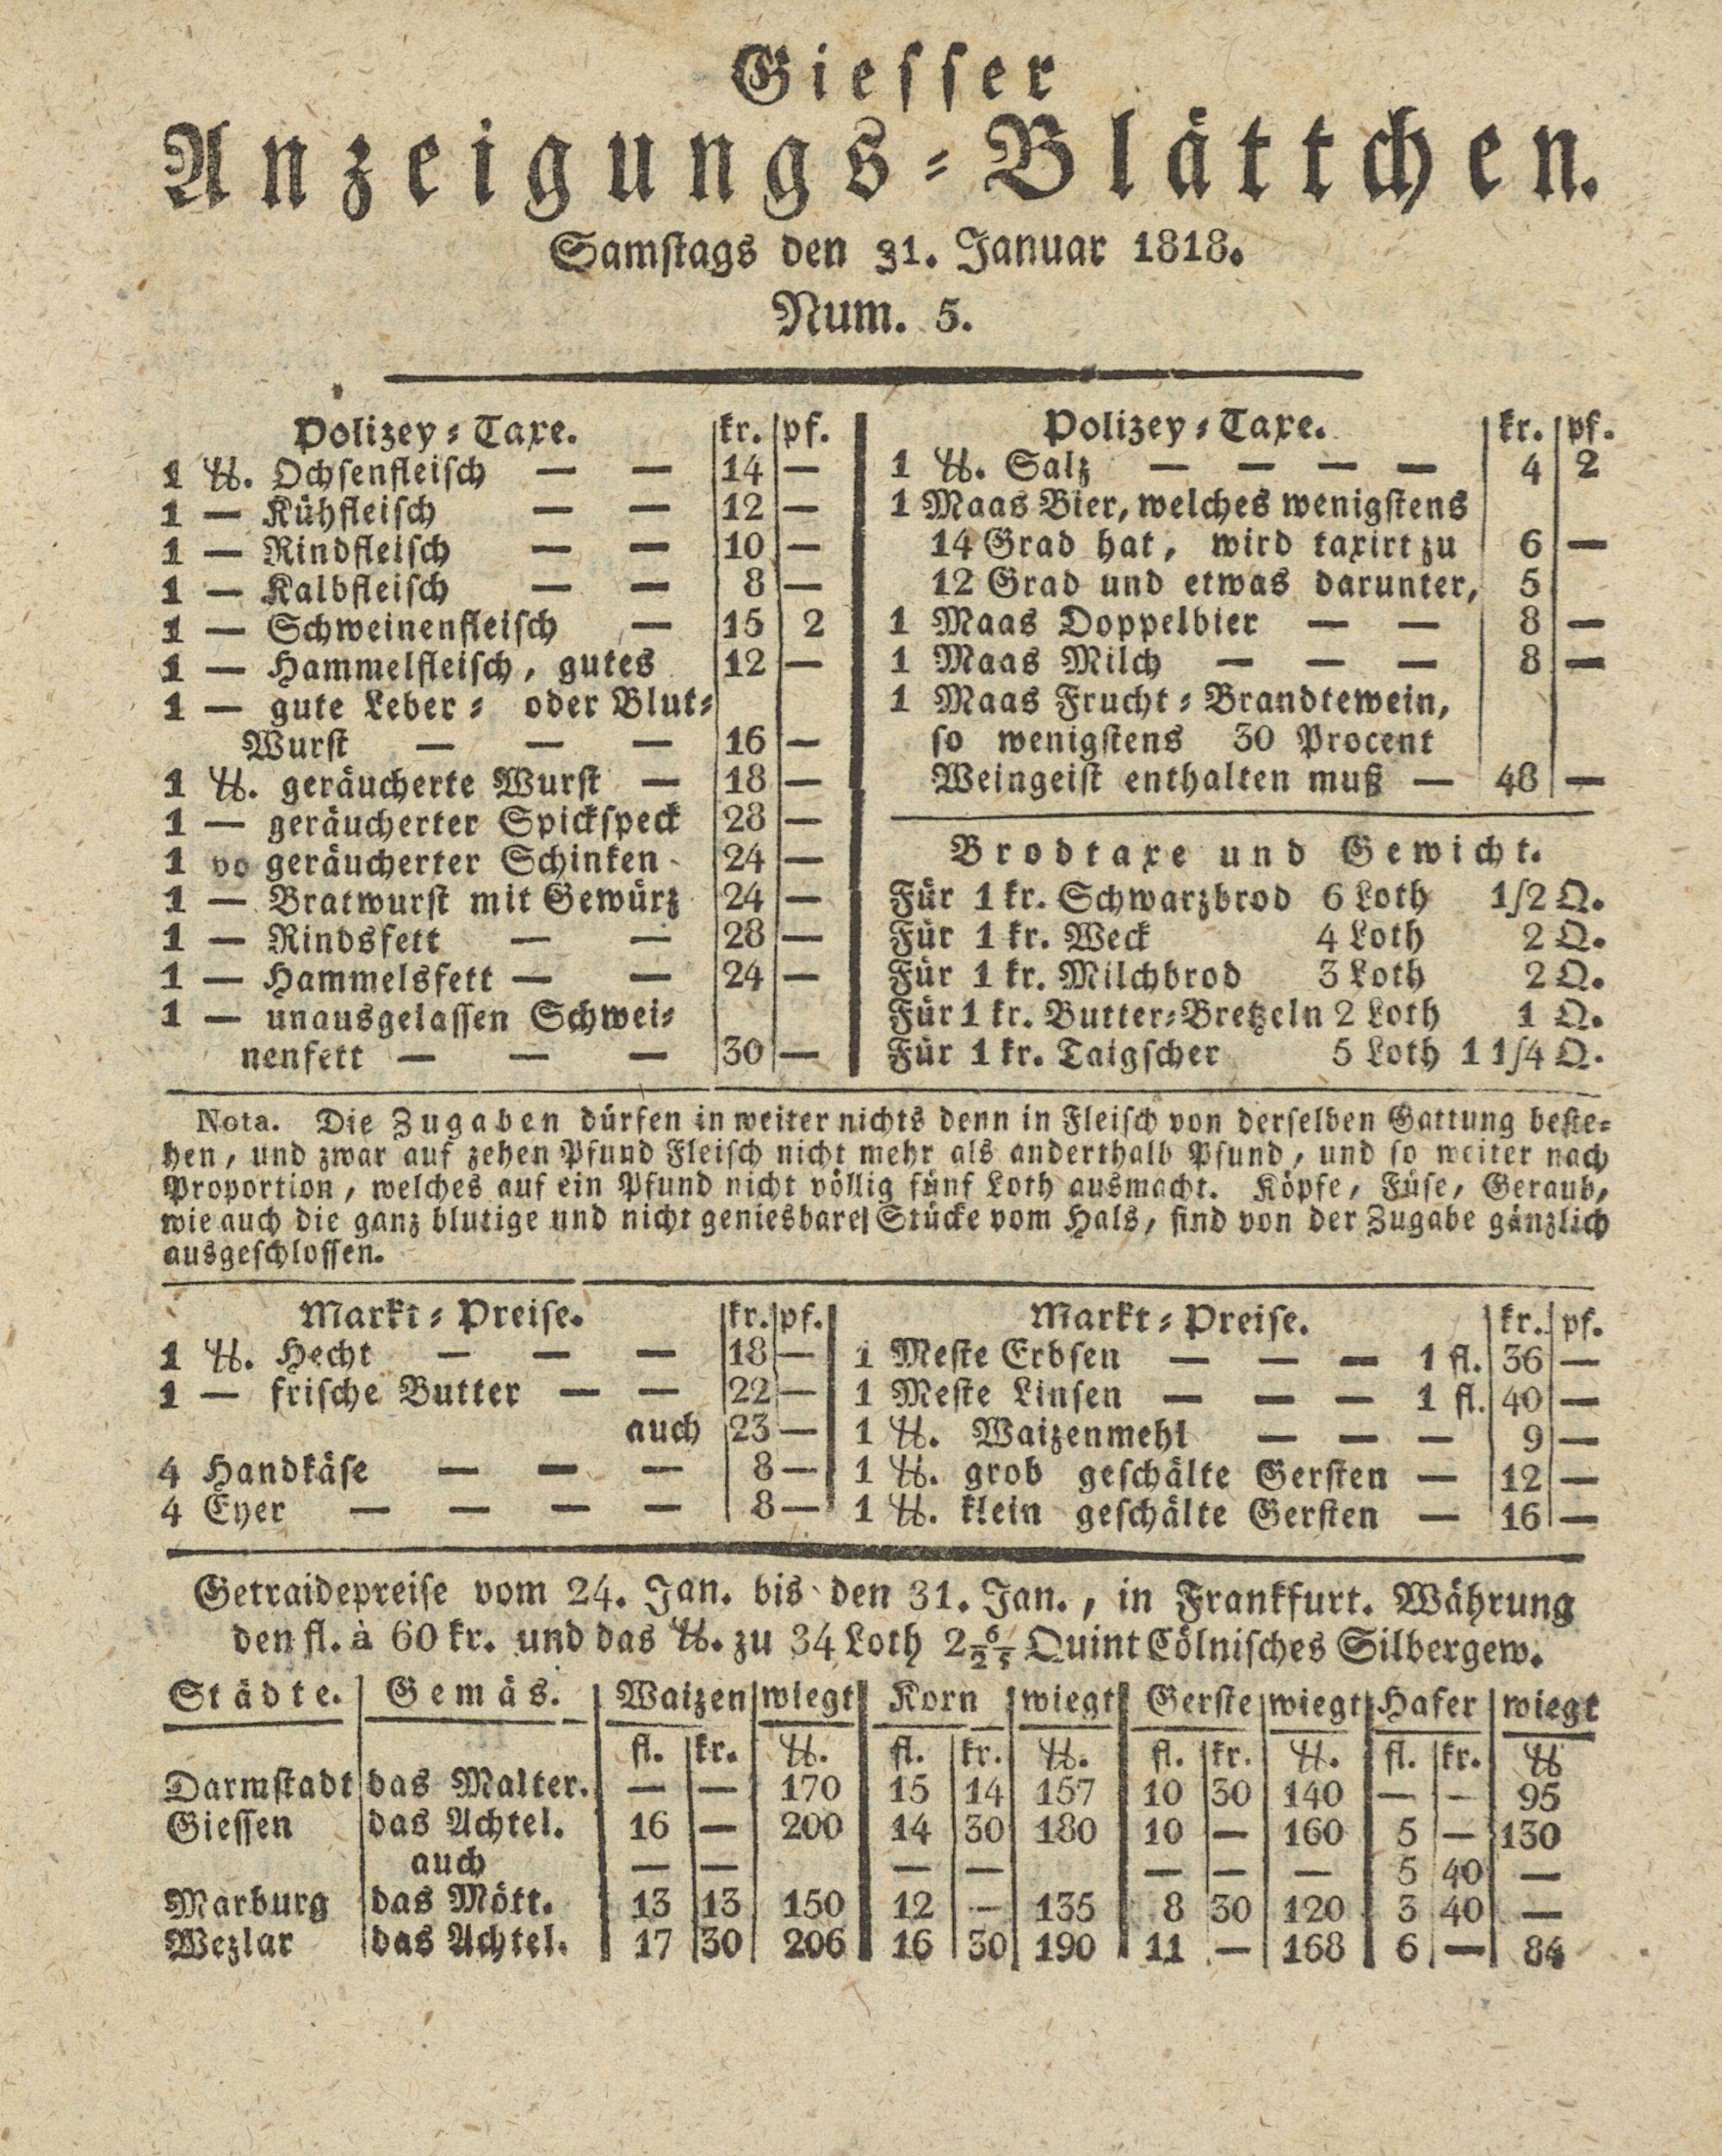 Giesser
Anzeigungs-Blättchen.
Samstags den 31. Januar 1818.
Num. 5.
Polizey-Taxe. kr. pf.
1 ℔. Ochsenfleisch — — 14 —
1 — Kühfleisch — — 12 —
1 — Rindfleisch — — 10 —
1 — Kalbfleisch — — 8 —
1 — Schweinenfleisch — 15 2
1 — Hammelfleisch, gutes 12 —
1 — gute Leber- oder Blut-
Wurst — — — 16 —
1 ℔. geräucherte Wurst — 18 —
1 — geräucherter Spickspeck 28 —
1 vo geräucherter Schinken 24 —
1 — Bratwurst mit Gewürz 24 —
1 — Rindsfett — — 28 —
1 — Hammelsfett — — 24 —
1 — unausgelassen Schwei-
nenfett — — — 30 —
Polizey-Taxe. kr. pf.
1 ℔. Salz — — — — 4 2
1 Maas Bier, welches wenigstens
14 Grad hat, wird taxirt zu 6 —
12 Grad und etwas darunter, 5
1 Maas Doppelbier — — 8 —
1 Maas Milch — — — 8 —
1 Maas Frucht-Brandtewein,
so wenigstens 30 Procent
Weingeist enthalten muß — 48 —
Brodtaxe und Gewicht.
Für 1 kr. Schwarzbrod 6 Loth 1/2 Q.
Für 1 kr. Weck 4 Loth 2 Q.
Für 1 kr. Milchbrod 3 Loth 2 Q.
Für 1 kr. Butter-Bretzeln 2 Loth 1 Q.
Für 1 kr. Taigscher 5 Loth 1 1/4 Q.
Nota. Die Zugaben dürfen in weiter nichts denn in Fleisch von derselben Gattung beste-
hen, und zwar auf zehen Pfund Fleisch nicht mehr als anderthalb Pfund, und so weiter nach
Proportion, welches auf ein Pfund nicht völlig fünf Loth ausmacht. Köpfe, Füse, Geraub,
wie auch die ganz blutige und nicht geniesbare Stücke vom Hals, sind von der Zugabe gänzlich
ausgeschlossen.
Markt-Preise. kr. pf.
1 ℔. Hecht — — — 18 —
1 — frische Butter — — 22 —
auch 23 —
4 Handkäse — — — 8 —
4 Eyer — — — — 8 —
Markt-Preise. kr. pf.
1 Meste Erbsen — — — 1 fl. 36 —
1 Meste Linsen — — — 1 fl. 40 —
1 ℔. Waizenmehl — — — 9 —
1 ℔. grob geschälte Gersten — 12 —
1 ℔. klein geschälte Gersten — 16 —
Getraidepreise vom 24. Jan. bis den 31. Jan., in Frankfurt. Währung
den fl. à 60 kr. und das ℔. zu 34 Loth 2 6/25 Quint Cölnisches Silbergew.
Städte. Gemäs. Waizen wiegt Korn wiegt Gerste wiegt Hafer wiegt
fl. kr. ℔. fl. kr. ℔. fl. kr. ℔. fl. kr. ℔
Darmstadt das Malter. — — 170 15 14 157 10 30 140 — — 95
Giessen das Achtel. 16 — 200 14 30 180 10 — 160 5 — 130
auch — — — — — — — 5 40 —
Marburg das Mött. 13 13 150 12 — 135 8 30 120 3 40 —
Wezlar das Achtel. 17 30 206 16 30 190 11 — 168 6 — 84